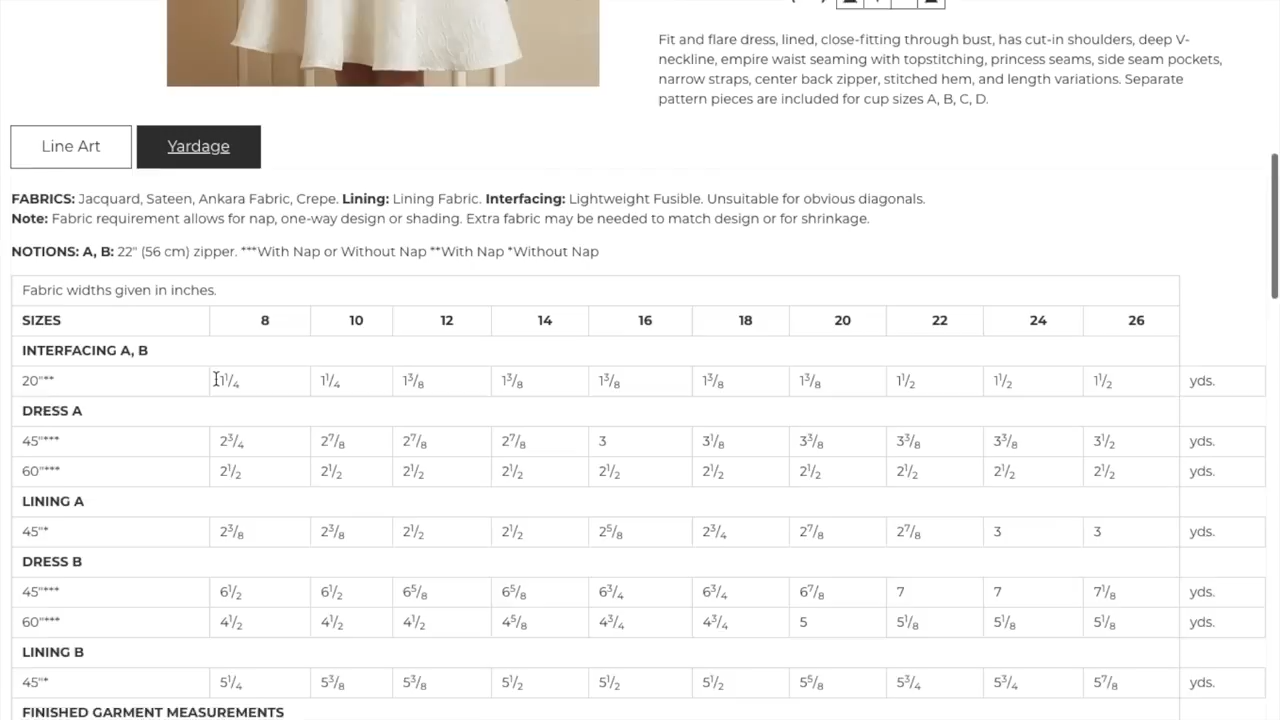 Fit and flare dress, lined, close-fitting through bust, has cut-in shoulders, deep V-
neckline, empire waist seaming with topstitching, princess seams, side seam pockets,
narrow straps, center back zipper, stitched hem, and length variations. Separate
pattern pieces are included for cup sizes A, B, C, D.
Line Art Yardage
FABRICS: Jacquard, Sateen, Ankara Fabric, Crepe. Lining: Lining Fabric. Interfacing: Lightweight Fusible. Unsuitable for obvious diagonals.
Note: Fabric requirement allows for nap, one-way design or shading. Extra fabric may be needed to match design or for shrinkage.
NOTIONS: A, B: 22" (56 cm) zipper. ***With Nap or Without Nap **With Nap *Without Nap
Fabric widths given in inches.
SIZES 8 10 12 14 16 18 20 22 24 26
INTERFACING A, B
20"** 1¹/₄ 1¹/₄ 1³/₈ 1³/₈ 1³/₈ 1³/₈ 1³/₈ 1¹/₂ 1¹/₂ 1¹/₂ yds.
DRESS A
45"*** 2³/₄ 2⁷/₈ 2⁷/₈ 2⁷/₈ 3 3¹/₈ 3³/₈ 3³/₈ 3³/₈ 3¹/₂ yds.
60"*** 2¹/₂ 2¹/₂ 2¹/₂ 2¹/₂ 2¹/₂ 2¹/₂ 2¹/₂ 2¹/₂ 2¹/₂ 2¹/₂ yds.
LINING A
45"* 2³/₈ 2³/₈ 2¹/₂ 2¹/₂ 2⁵/₈ 2³/₄ 2⁷/₈ 2⁷/₈ 3 3 yds.
DRESS B
45"*** 6¹/₂ 6¹/₂ 6⁵/₈ 6⁵/₈ 6³/₄ 6³/₄ 6⁷/₈ 7 7 7¹/₈ yds.
60"*** 4¹/₂ 4¹/₂ 4¹/₂ 4⁵/₈ 4³/₄ 4³/₄ 5 5¹/₈ 5¹/₈ 5¹/₈ yds.
LINING B
45"* 5¹/₄ 5³/₈ 5³/₈ 5¹/₂ 5¹/₂ 5¹/₂ 5⁵/₈ 5³/₄ 5³/₄ 5⁷/₈ yds.
FINISHED GARMENT MEASUREMENTS